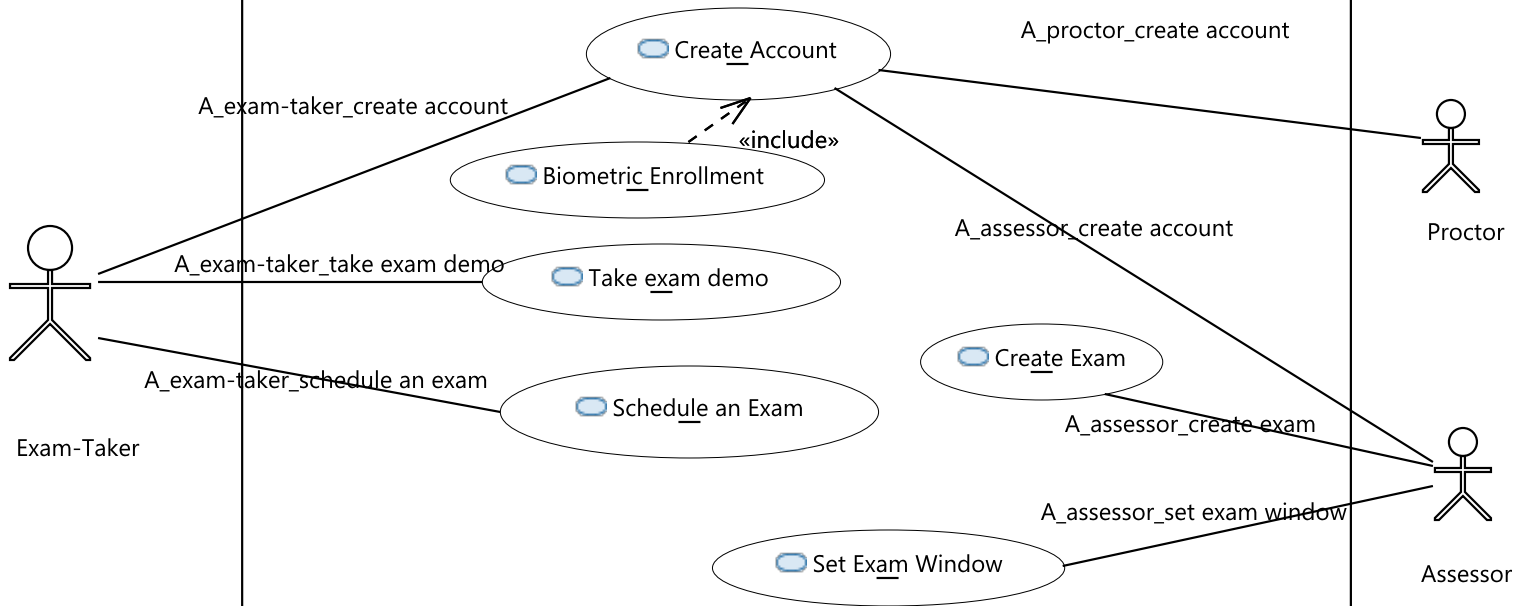 A_proctor_create account
Create Account
A_exam-taker_create account
«include»
Biometric Enrollment
A_assessor_create account
Proctor
A_exam-taker_take exam demo
Take exam demo
Create Exam
A_exam-taker_schedule an exam
Schedule an Exam
A_assessor_create exam
Exam-Taker
A_assessor_set exam window
Set Exam Window
Assessor